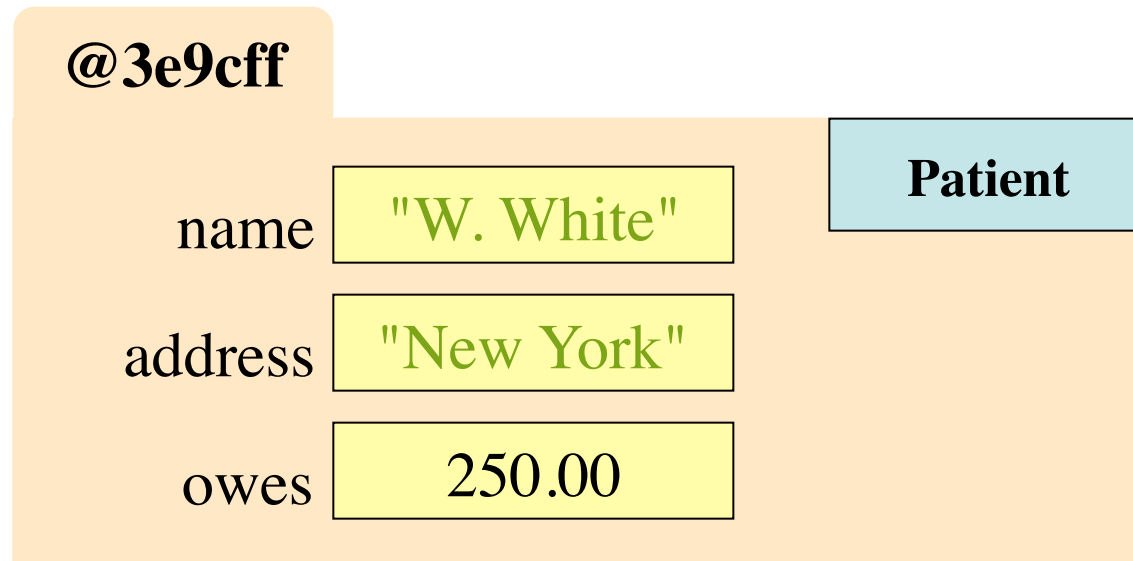 @3e9cff
Patient
name "W. White"
address "New York"
owes 250.00